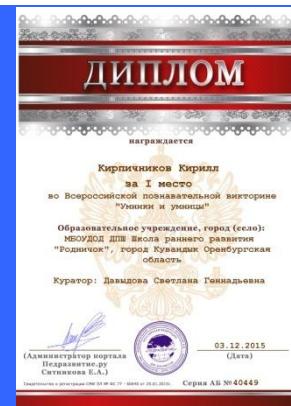 ДИПЛОМ
награждается
Кирпичников Кирилл
за I место
во Всероссийской познавательной викторине
"Умники и умницы"
Образовательное учреждение, город (село):
МБОУДОД ДПШ Школа раннего развития
"Родничок", город Кувандык Оренбургская
область
Куратор: Давыдова Светлана Геннадьевна
03.12.2015
(Администратор портала
Педразвитие.ру
Ситникова Е.А.)
(Дата)
Серия АБ №40449